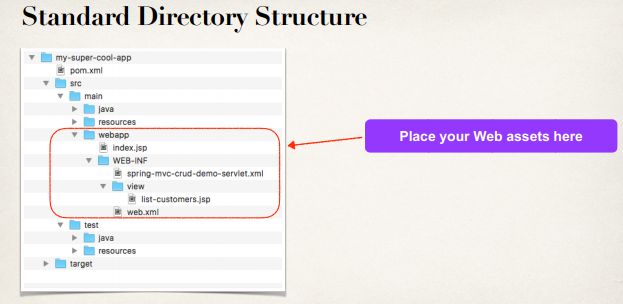 Standard Directory Structure
my-super-cool-app
pom.xml
src
main
java
resources
webapp
index.jsp
WEB-INF
spring-mvc-crud-demo-servlet.xml
view
list-customers.jsp
web.xml
test
java
resources
target
Place your Web assets here